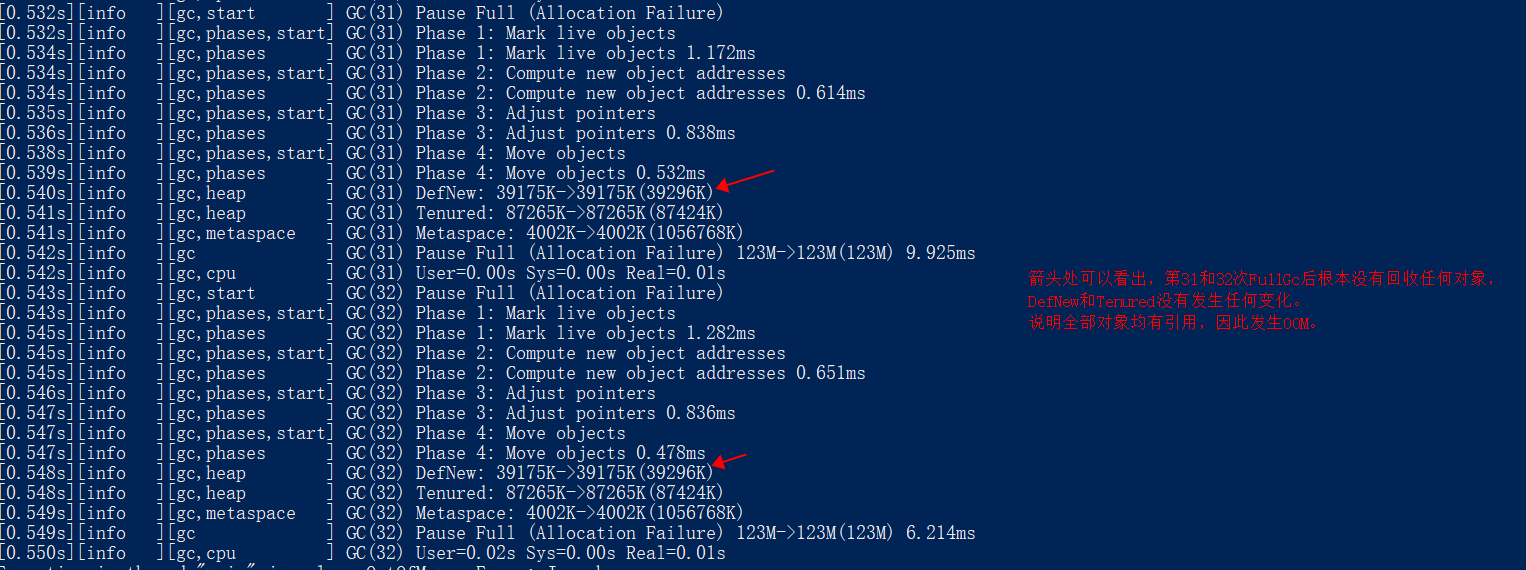 [0.532s][info   ][gc,start       ] GC(31) Pause Full (Allocation Failure)
[0.532s][info   ][gc,phases,start] GC(31) Phase 1: Mark live objects
[0.534s][info   ][gc,phases      ] GC(31) Phase 1: Mark live objects 1.172ms
[0.534s][info   ][gc,phases,start] GC(31) Phase 2: Compute new object addresses
[0.534s][info   ][gc,phases      ] GC(31) Phase 2: Compute new object addresses 0.614ms
[0.535s][info   ][gc,phases,start] GC(31) Phase 3: Adjust pointers
[0.536s][info   ][gc,phases      ] GC(31) Phase 3: Adjust pointers 0.838ms
[0.538s][info   ][gc,phases,start] GC(31) Phase 4: Move objects
[0.539s][info   ][gc,phases      ] GC(31) Phase 4: Move objects 0.532ms
[0.540s][info   ][gc,heap        ] GC(31) DefNew: 39175K->39175K(39296K)
[0.541s][info   ][gc,heap        ] GC(31) Tenured: 87265K->87265K(87424K)
[0.541s][info   ][gc,metaspace   ] GC(31) Metaspace: 4002K->4002K(1056768K)
[0.542s][info   ][gc             ] GC(31) Pause Full (Allocation Failure) 123M->123M(123M) 9.925ms
[0.542s][info   ][gc,cpu         ] GC(31) User=0.00s Sys=0.00s Real=0.01s
[0.543s][info   ][gc,start       ] GC(32) Pause Full (Allocation Failure)
[0.543s][info   ][gc,phases,start] GC(32) Phase 1: Mark live objects
[0.545s][info   ][gc,phases      ] GC(32) Phase 1: Mark live objects 1.282ms
[0.545s][info   ][gc,phases,start] GC(32) Phase 2: Compute new object addresses
[0.545s][info   ][gc,phases      ] GC(32) Phase 2: Compute new object addresses 0.651ms
[0.546s][info   ][gc,phases,start] GC(32) Phase 3: Adjust pointers
[0.547s][info   ][gc,phases      ] GC(32) Phase 3: Adjust pointers 0.836ms
[0.547s][info   ][gc,phases,start] GC(32) Phase 4: Move objects
[0.547s][info   ][gc,phases      ] GC(32) Phase 4: Move objects 0.478ms
[0.548s][info   ][gc,heap        ] GC(32) DefNew: 39175K->39175K(39296K)
[0.548s][info   ][gc,heap        ] GC(32) Tenured: 87265K->87265K(87424K)
[0.549s][info   ][gc,metaspace   ] GC(32) Metaspace: 4002K->4002K(1056768K)
[0.549s][info   ][gc             ] GC(32) Pause Full (Allocation Failure) 123M->123M(123M) 6.214ms
[0.550s][info   ][gc,cpu         ] GC(32) User=0.02s Sys=0.00s Real=0.01s
箭头处可以看出，第31和32次FullGc后根本没有回收任何对象，
DefNew和Tenured没有发生任何变化。
说明全部对象均有引用，因此发生OOM。